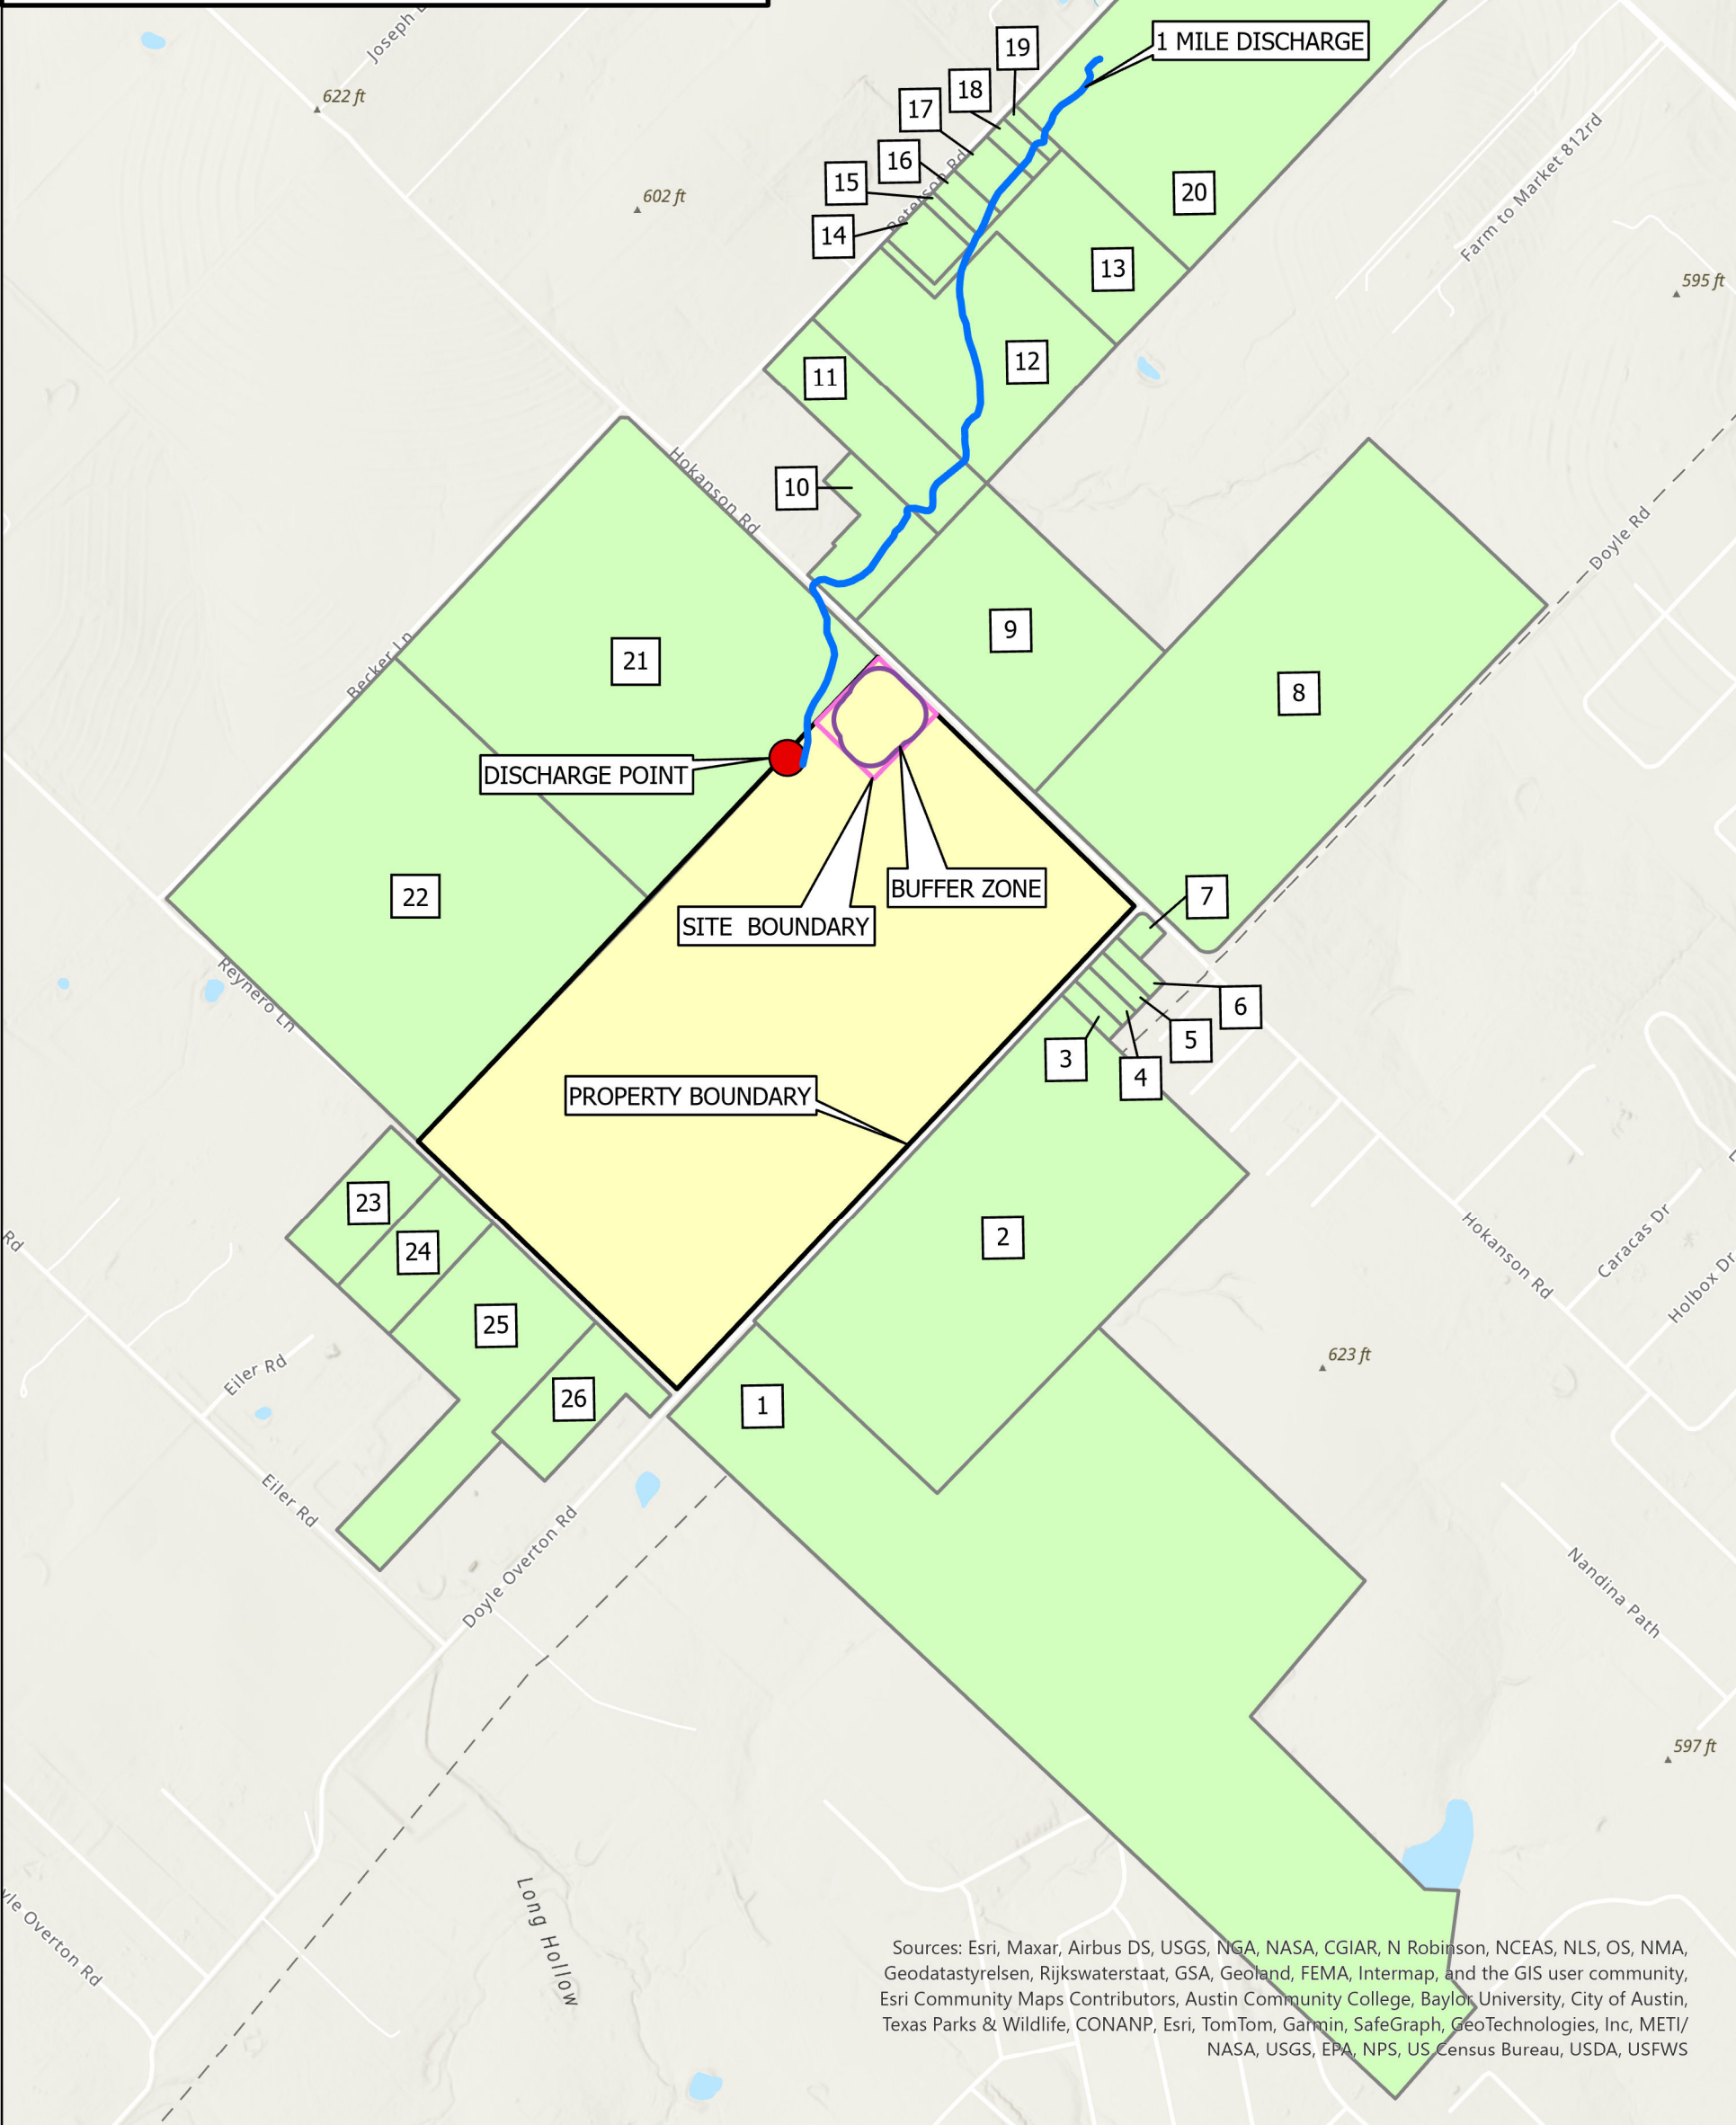 Joseph
1 MILE DISCHARGE
19
18
622 ft
17
Farm to Market 812rd
16
15
602 ft
Peterson Rd
20
14
13
595 ft
12
11
Hokanson Rd
10
Doyle Rd
9
Becker Ln
21
8
DISCHARGE POINT
22
BUFFER ZONE
7
SITE BOUNDARY
Reynero Ln
6
5
3
4
PROPERTY BOUNDARY
23
24
2
Rd
Hokanson Rd
Caracas Dr
Holbox Dr
25
623 ft
Eiler Rd
26
1
Eiler Rd
Doyle Overton Rd
Nandina Path
597 ft
Long Hollow
yle Overton Rd
Sources: Esri, Maxar, Airbus DS, USGS, NGA, NASA, CGIAR, N Robinson, NCEAS, NLS, OS, NMA,
Geodatastyrelsen, Rijkswaterstaat, GSA, Geoland, FEMA, Intermap, and the GIS user community,
Esri Community Maps Contributors, Austin Community College, Baylor University, City of Austin,
Texas Parks & Wildlife, CONANP, Esri, TomTom, Garmin, SafeGraph, GeoTechnologies, Inc, METI/
NASA, USGS, EPA, NPS, US Census Bureau, USDA, USFWS